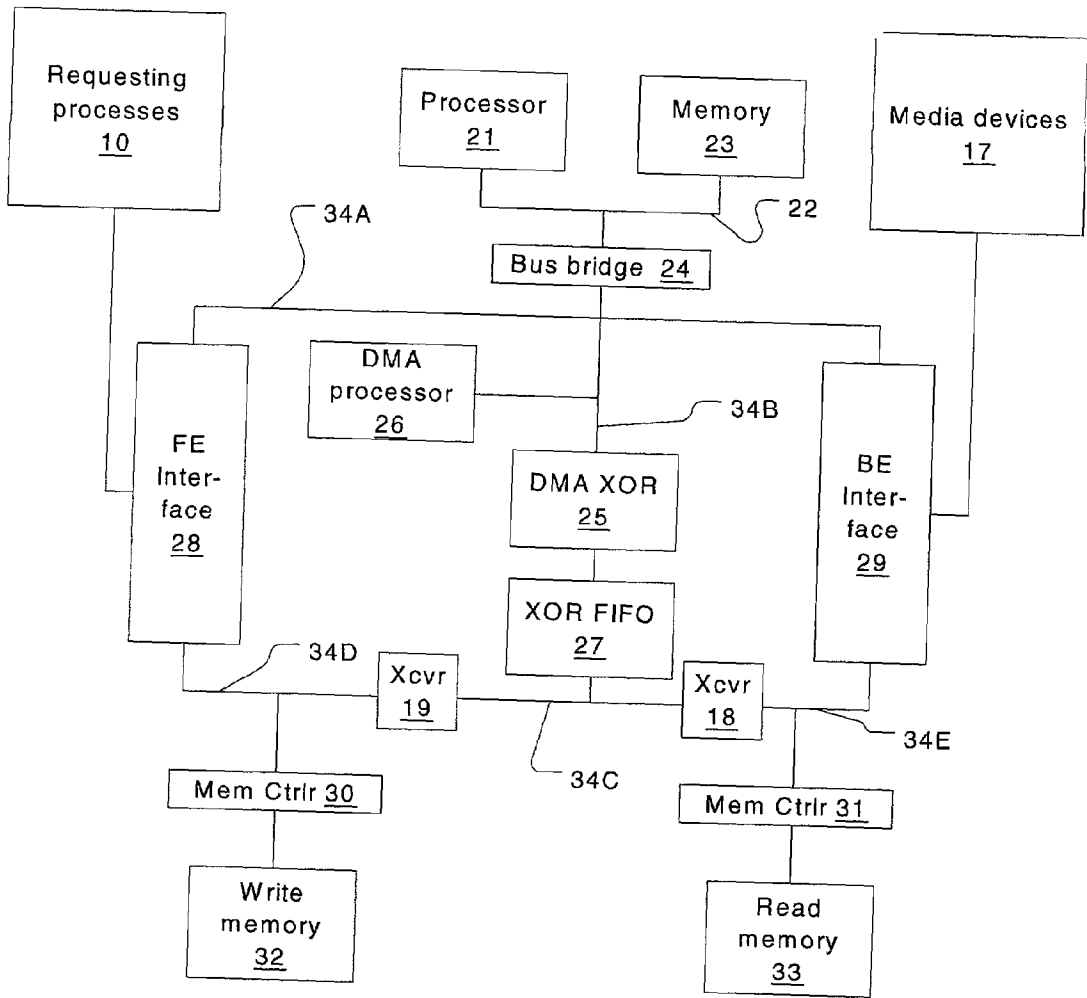 Requesting
processes
10
Processor
21
Memory
23
Media devices
17
34A
22
Bus bridge 24
DMA
processor
26
34B
FE
Inter-
face
28
DMA XOR
25
BE
Inter-
face
29
XOR FIFO
27
34D
Xcvr
19
Xcvr
18
34C
34E
Mem Ctrlr 30
Mem Ctrlr 31
Write
memory
32
Read
memory
33